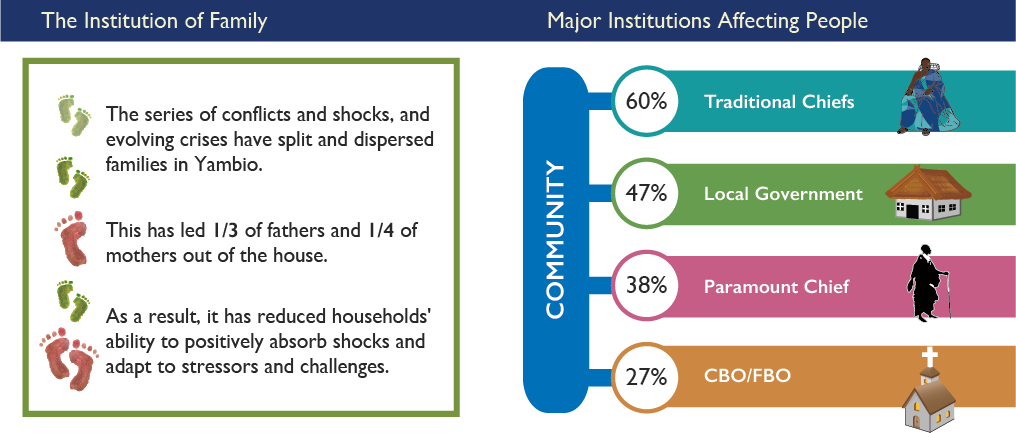 The Institution of Family
The series of conflicts and shocks, and
evolving crises have split and dispersed
families in Yambio.
This has led 1/3 of fathers and 1/4 of
mothers out of the house.
As a result, it has reduced households'
ability to positively absorb shocks and
adapt to stressors and challenges.
Major Institutions Affecting People
COMMUNITY
60% Traditional Chiefs
47% Local Government
38% Paramount Chief
27% CBO/FBO